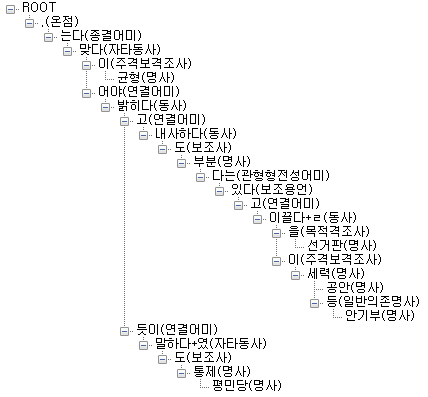 ROOT
.(온점)
는다(종결어미)
맞다(자타동사)
이(주격보격조사)
균형(명사)
어야(연결어미)
밝히다(동사)
고(연결어미)
내사하다(동사)
도(보조사)
부분(명사)
다는(관형형전성어미)
있다(보조용언)
고(연결어미)
이끌다+ㄹ(동사)
을(목적격조사)
선거판(명사)
이(주격보격조사)
세력(명사)
공안(명사)
등(일반의존명사)
안기부(명사)
듯이(연결어미)
말하다+였(자타동사)
도(보조사)
통제(명사)
평민당(명사)